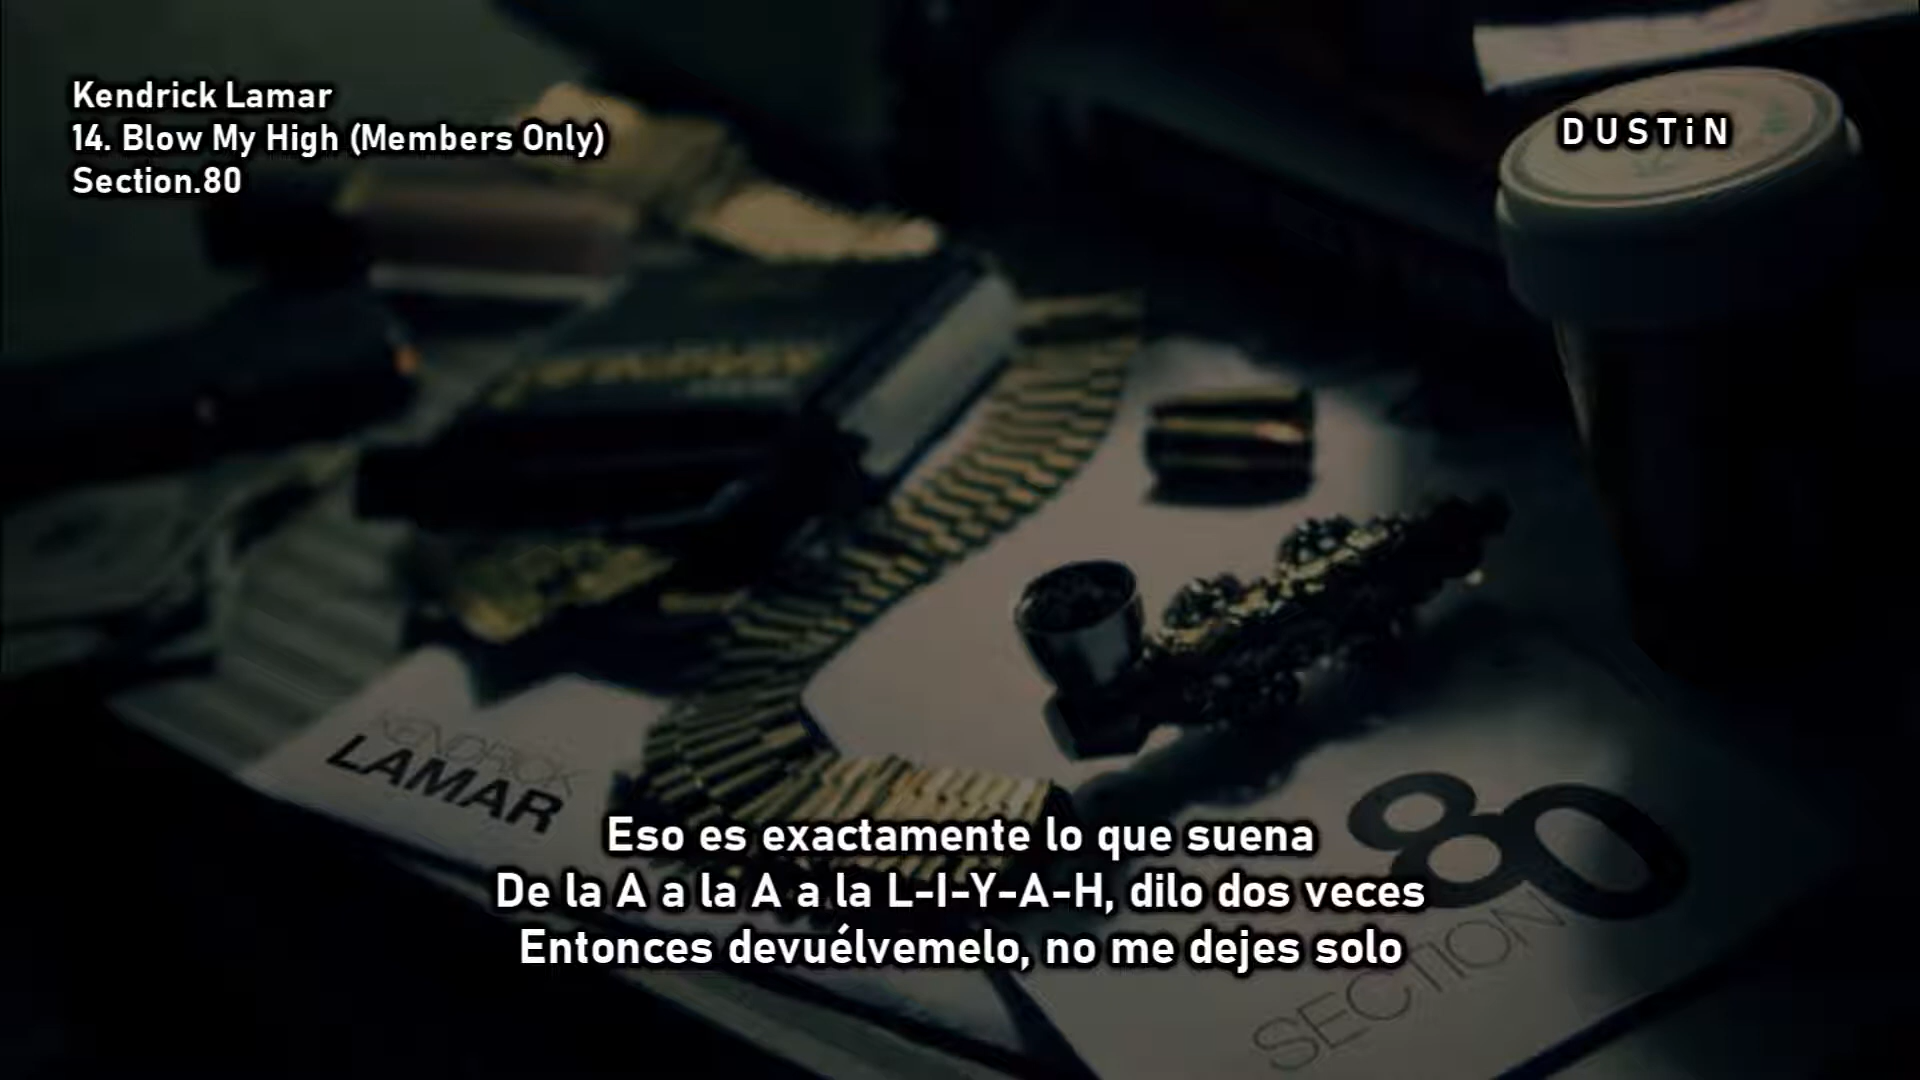 Kendrick Lamar
14. Blow My High (Members Only)
Section.80
DUSTiN
KENDRICK
LAMAR
80
SECTION
Eso es exactamente lo que suena
De la A a la A a la L-I-Y-A-H, dilo dos veces
Entonces devuélvemelo, no me dejes solo